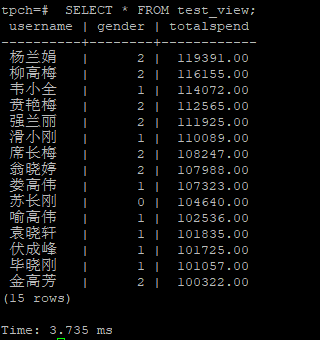 tpch=#  SELECT * FROM test_view;
 username | gender | totalspend
----------+--------+------------
 杨兰娟   |      2 |  119391.00
 柳高梅   |      2 |  116155.00
 韦小全   |      1 |  114072.00
 贲艳梅   |      2 |  112565.00
 强兰丽   |      2 |  111925.00
 滑小刚   |      1 |  110089.00
 席长梅   |      2 |  108247.00
 翁晓婷   |      2 |  107988.00
 娄高伟   |      1 |  107323.00
 苏长刚   |      0 |  104640.00
 喻高伟   |      1 |  102536.00
 袁晓轩   |      1 |  101835.00
 伏成峰   |      1 |  101725.00
 毕晓刚   |      1 |  101057.00
 金高芳   |      2 |  100322.00
(15 rows)
Time: 3.735 ms